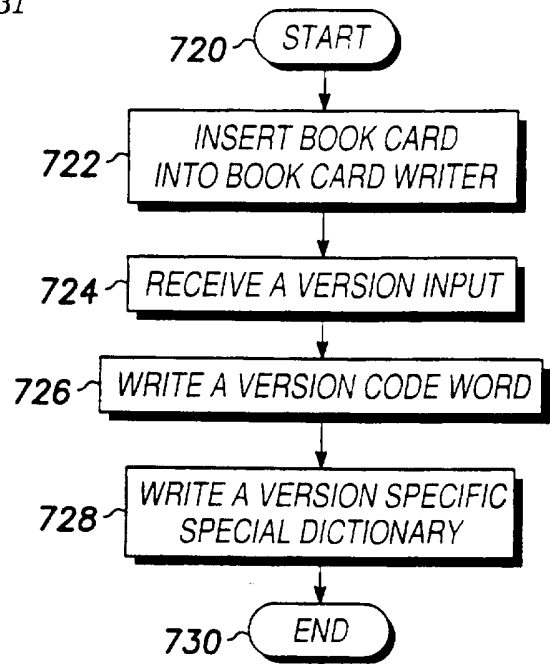 31
720 START
722 INSERT BOOK CARD
INTO BOOK CARD WRITER
724 RECEIVE A VERSION INPUT
726 WRITE A VERSION CODE WORD
728 WRITE A VERSION SPECIFIC
SPECIAL DICTIONARY
730 END